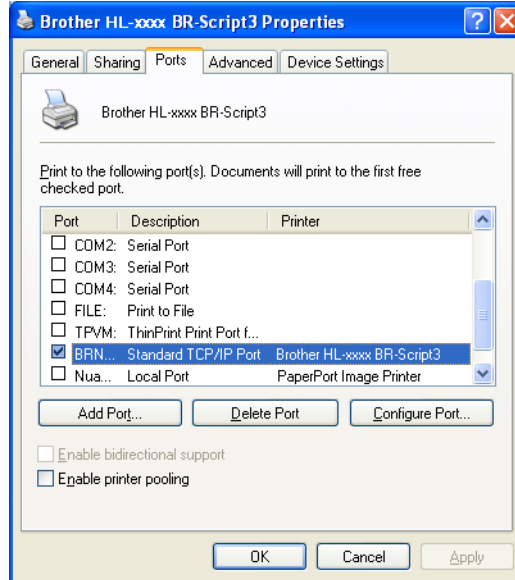 Brother HL-xxxx BR-Script3 Properties
General Sharing Ports Advanced Device Settings
Brother HL-xxxx BR-Script3
Print to the following port(s). Documents will print to the first free
checked port.
Port Description Printer
COM2: Serial Port
COM3: Serial Port
COM4: Serial Port
FILE: Print to File
TPVM: ThinPrint Print Port f...
BRN... Standard TCP/IP Port Brother HL-xxxx BR-Script3
Nua... Local Port PaperPort Image Printer
Add Port... Delete Port Configure Port...
Enable bidirectional support
Enable printer pooling
OK Cancel Apply